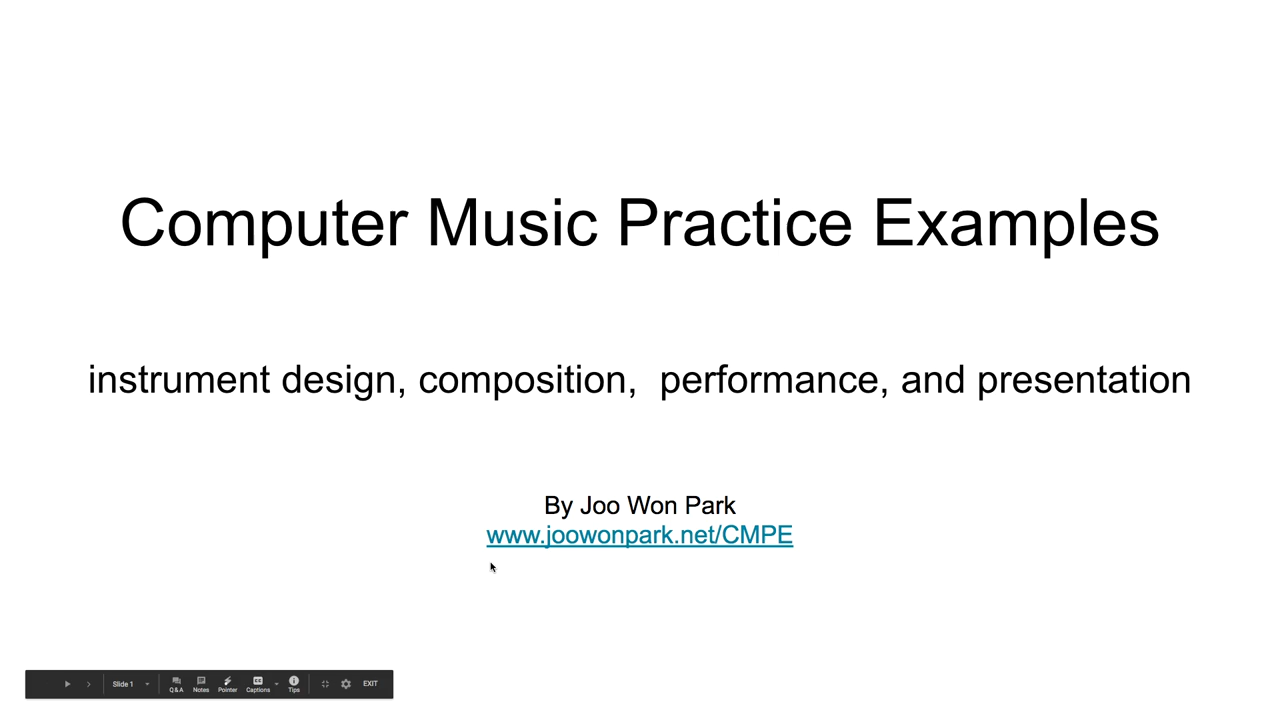 Computer Music Practice Examples
instrument design, composition,  performance, and presentation
By Joo Won Park
www.joowonpark.net/CMPE
Slide 1
Q&A
Notes
Pointer
CC
Captions
Tips
EXIT